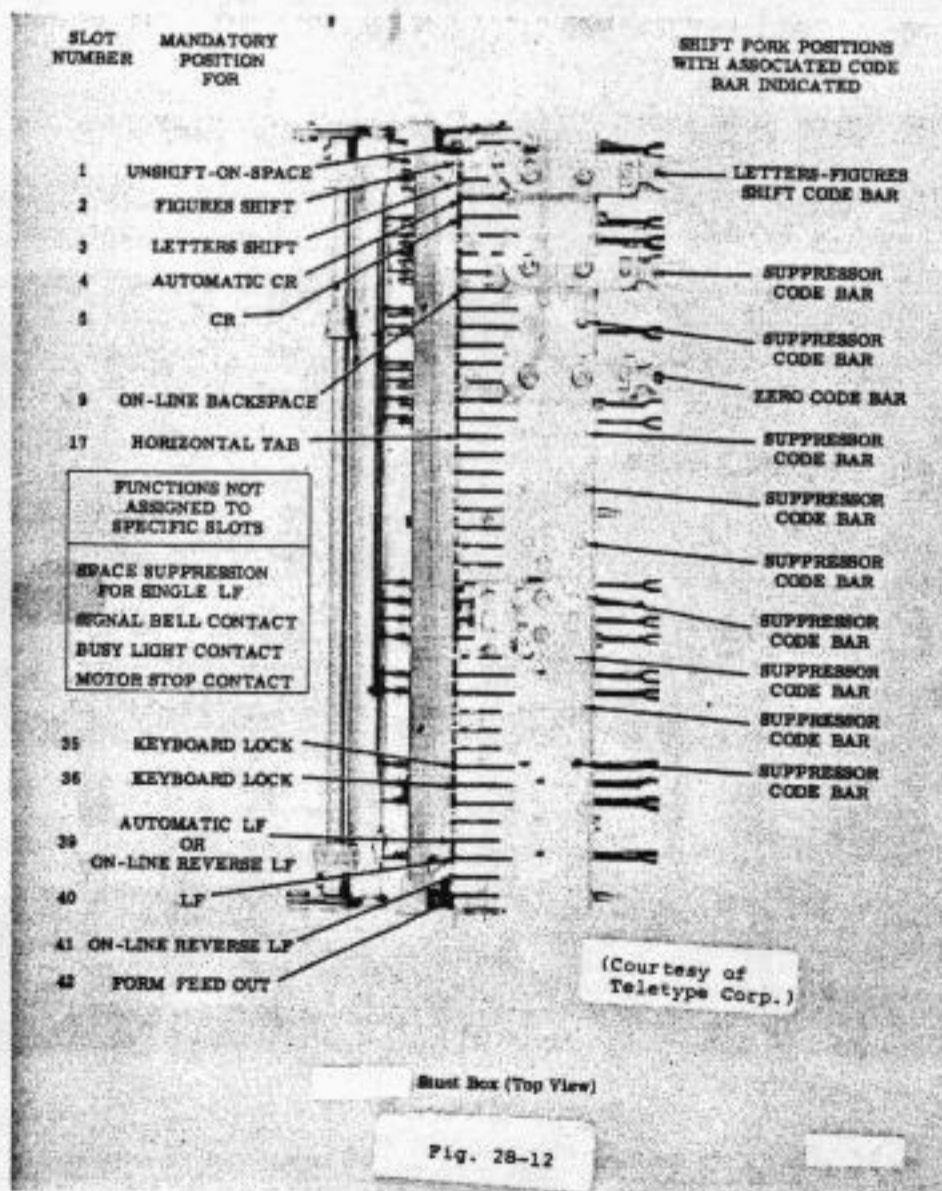 SLOT NUMBER
MANDATORY POSITION FOR
SHIFT FORK POSITIONS
WITH ASSOCIATED CODE
BAR INDICATED
1 UNSHIFT-ON-SPACE
2 FIGURES SHIFT
3 LETTERS SHIFT
4 AUTOMATIC CR
5 CR
9 ON-LINE BACKSPACE
17 HORIZONTAL TAB
FUNCTIONS NOT
ASSIGNED TO
SPECIFIC SLOTS
SPACE SUPPRESSION
FOR SINGLE LF
SIGNAL BELL CONTACT
BUSY LIGHT CONTACT
MOTOR STOP CONTACT
35 KEYBOARD LOCK
36 KEYBOARD LOCK
39 AUTOMATIC LF
OR
ON-LINE REVERSE LF
40 LF
41 ON-LINE REVERSE LF
42 FORM FEED OUT
LETTERS-FIGURES
SHIFT CODE BAR
SUPPRESSOR
CODE BAR
SUPPRESSOR
CODE BAR
ZERO CODE BAR
SUPPRESSOR
CODE BAR
SUPPRESSOR
CODE BAR
SUPPRESSOR
CODE BAR
SUPPRESSOR
CODE BAR
SUPPRESSOR
CODE BAR
SUPPRESSOR
CODE BAR
SUPPRESSOR
CODE BAR
(Courtesy of
Teletype Corp.)
Box (Top View)
Fig. 28-12